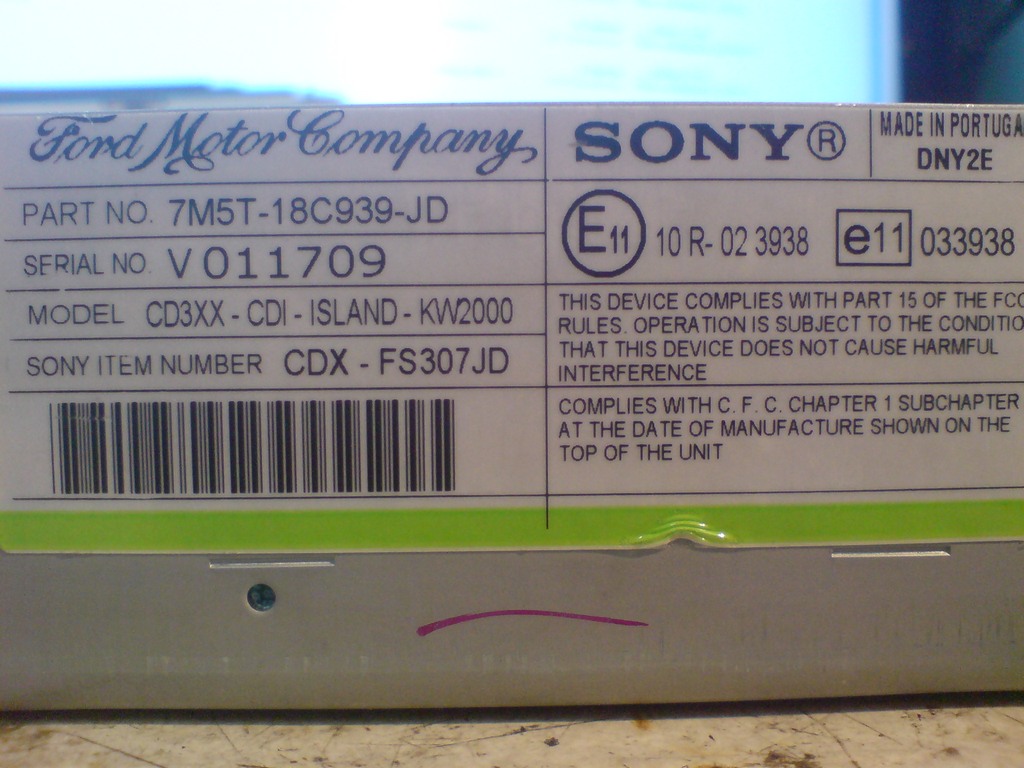 Ford Motor Company
SONY®
MADE IN PORTUGA
DNY2E
PART NO. 7M5T-18C939-JD
SERIAL NO. V011709
MODEL CD3XX - CDI - ISLAND - KW2000
SONY ITEM NUMBER CDX - FS307JD
E11 10 R- 02 3938 e11 033938
THIS DEVICE COMPLIES WITH PART 15 OF THE FCC
RULES. OPERATION IS SUBJECT TO THE CONDITIO
THAT THIS DEVICE DOES NOT CAUSE HARMFUL
INTERFERENCE
COMPLIES WITH C. F. C. CHAPTER 1 SUBCHAPTER
AT THE DATE OF MANUFACTURE SHOWN ON THE
TOP OF THE UNIT